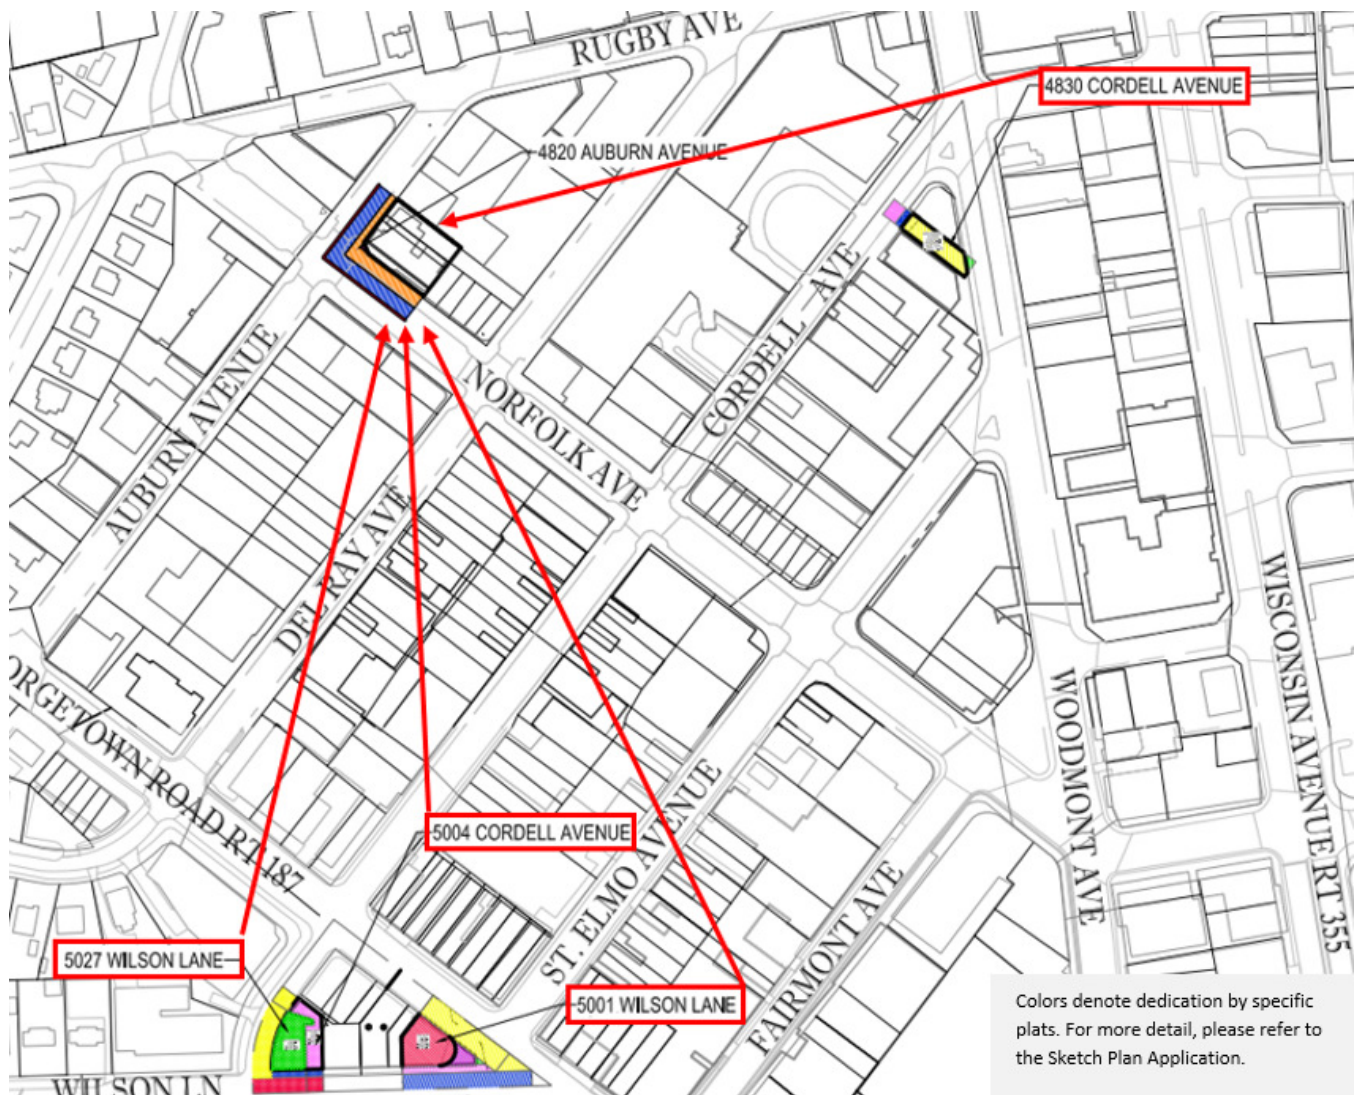 RUGBY AVE
4830 CORDELL AVENUE
4820 AUBURN AVENUE
CORDELL AVE
NORFOLK AVE
AUBURN AVENUE
DEL RAY AVE
ORGETOWN ROAD RT 187
WOODMONT AVE
WISCONSIN AVENUE RT 355
5004 CORDELL AVENUE
ST. ELMO AVENUE
FAIRMONT AVE
5027 WILSON LANE
5001 WILSON LANE
WILSON LN
Colors denote dedication by specific
plats. For more detail, please refer to
the Sketch Plan Application.